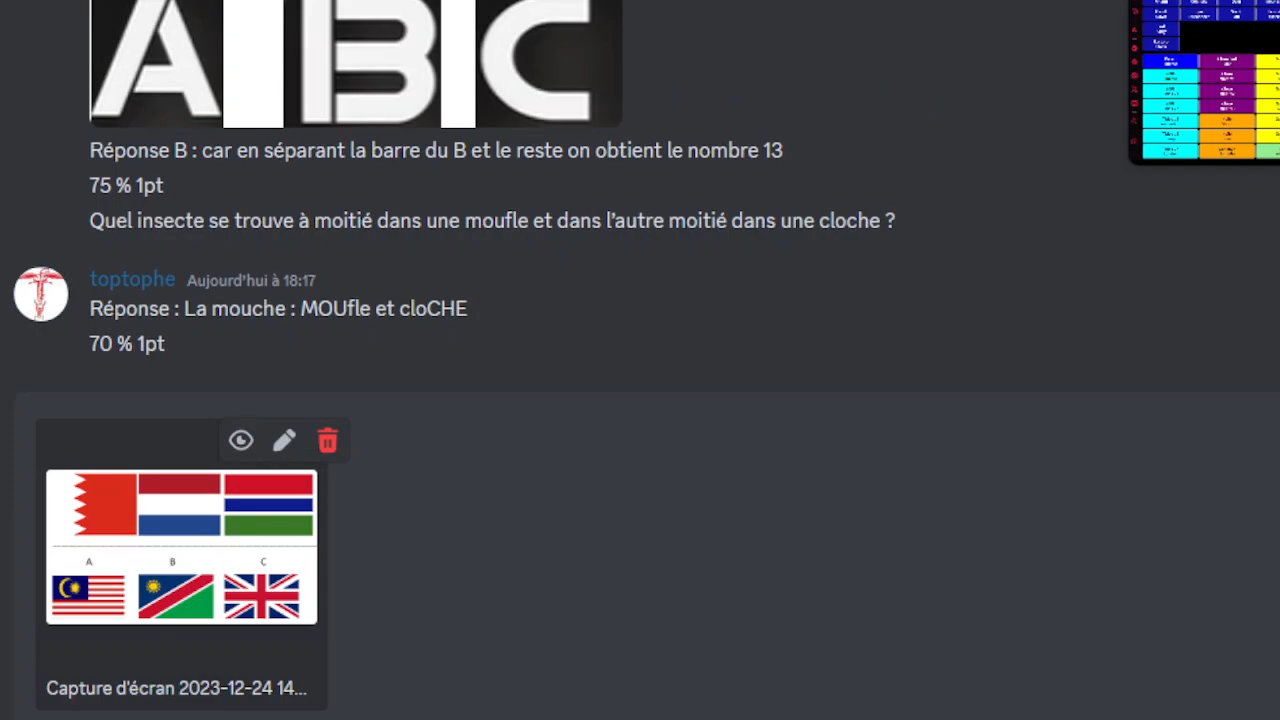 A B C
Réponse B : car en séparant la barre du B et le reste on obtient le nombre 13
75 % 1pt
Quel insecte se trouve à moitié dans une moufle et dans l'autre moitié dans une cloche ?
toptophe Aujourd'hui à 18:17
Réponse : La mouche : MOUfle et cloCHE
70 % 1pt
A B C
Capture d'écran 2023-12-24 14...